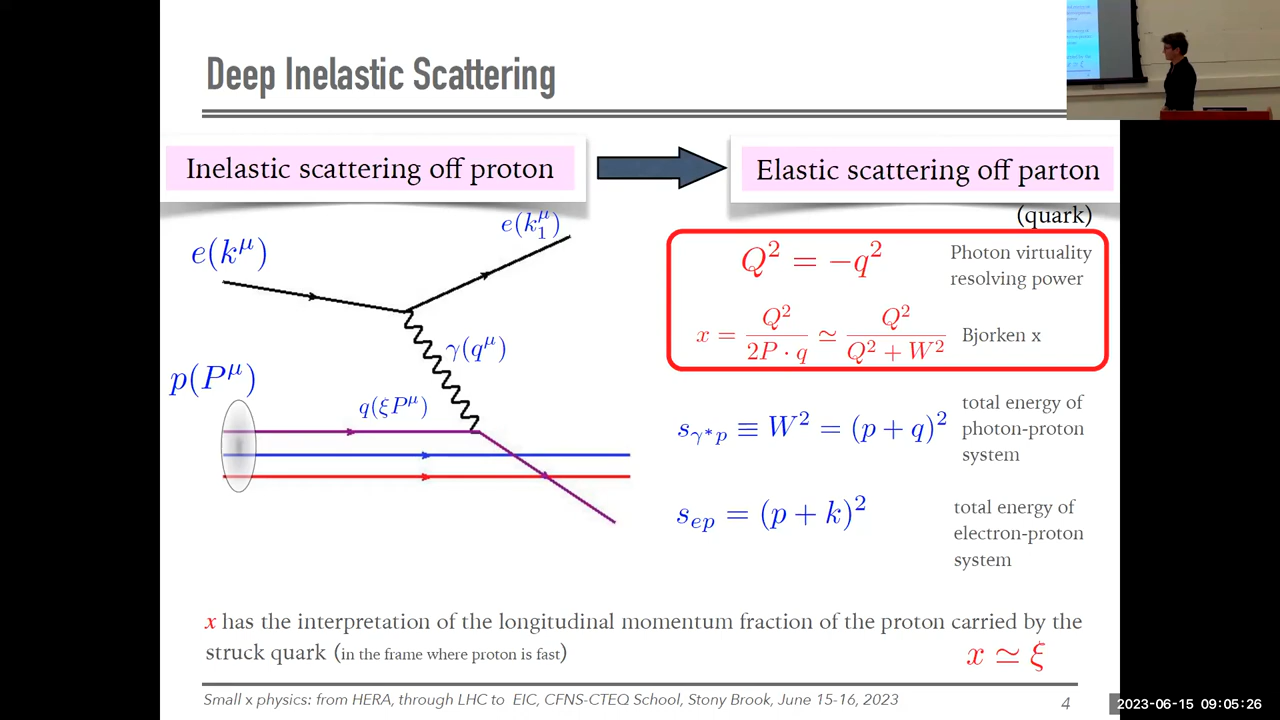 Deep Inelastic Scattering
Inelastic scattering off proton
Elastic scattering off parton
(quark)
e(k^μ)
e(k_1^μ)
γ(q^μ)
p(P^μ)
q(ξP^μ)
Q² = −q²
Photon virtuality
resolving power
x = Q² / 2P · q ≃ Q² / Q² + W²
Bjorken x
s_{γ*p} ≡ W² = (p + q)²
total energy of
photon-proton
system
s_{ep} = (p + k)²
total energy of
electron-proton
system
x has the interpretation of the longitudinal momentum fraction of the proton carried by the
struck quark (in the frame where proton is fast)
x ≃ ξ
Small x physics: from HERA, through LHC to EIC, CFNS-CTEQ School, Stony Brook, June 15-16, 2023
4
2023-06-15 09:05:26